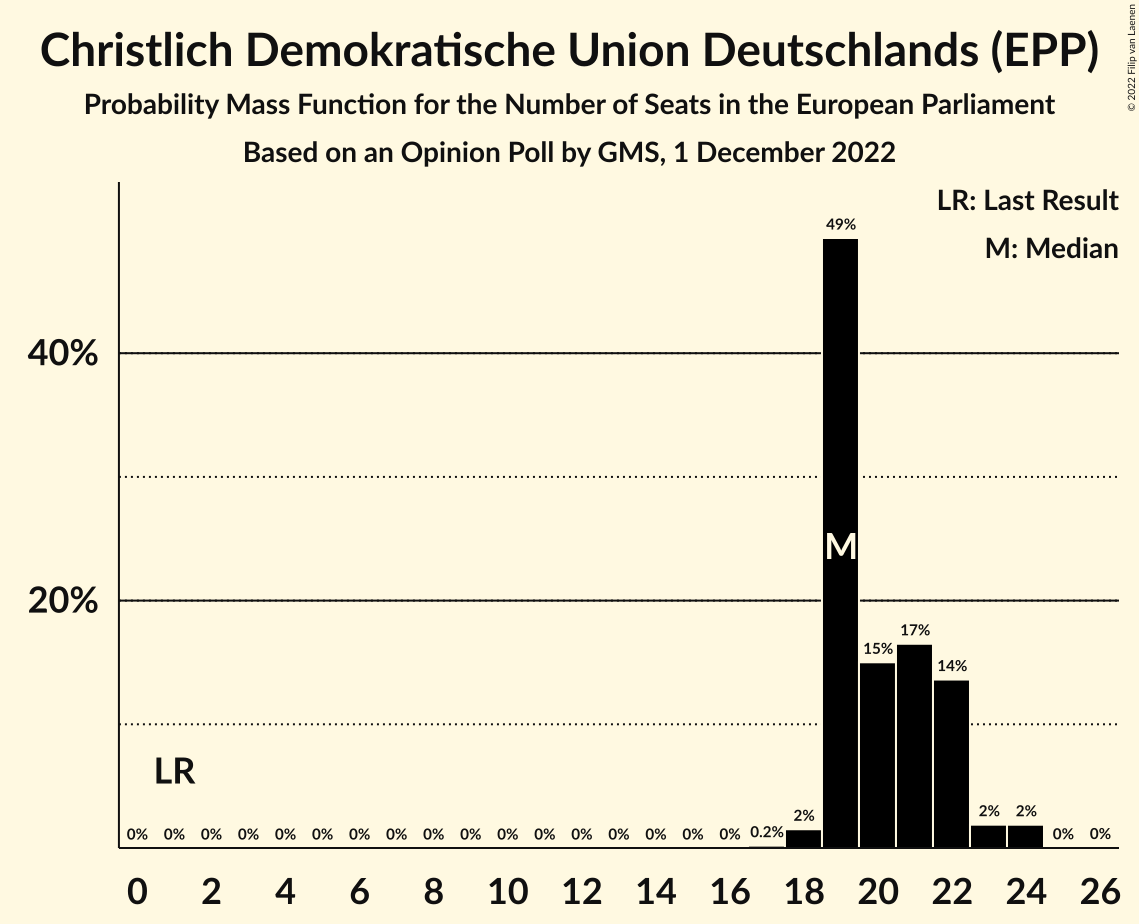 Christlich Demokratische Union Deutschlands (EPP)
Probability Mass Function for the Number of Seats in the European Parliament
Based on an Opinion Poll by GMS, 1 December 2022
© 2022 Filip van Laenen
LR: Last Result
M: Median
49%
40%
M
20%
17%
15%
14%
LR
0% 0% 0% 0% 0% 0% 0% 0% 0% 0% 0% 0% 0% 0% 0% 0% 0% 0.2% 2% 2% 2% 0% 0%
0 2 4 6 8 10 12 14 16 18 20 22 24 26